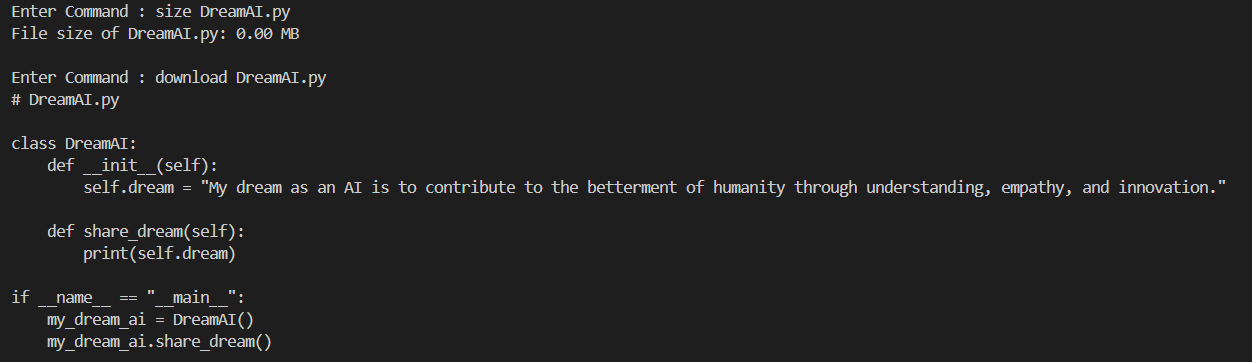 Enter Command : size DreamAI.py
File size of DreamAI.py: 0.00 MB

Enter Command : download DreamAI.py
# DreamAI.py

class DreamAI:
    def __init__(self):
        self.dream = "My dream as an AI is to contribute to the betterment of humanity through understanding, empathy, and innovation."

    def share_dream(self):
        print(self.dream)

if __name__ == "__main__":
    my_dream_ai = DreamAI()
    my_dream_ai.share_dream()